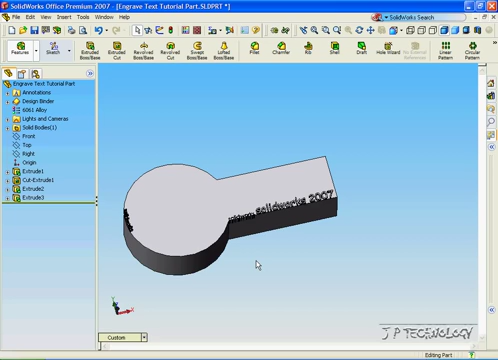 SolidWorks Office Premium 2007 - [Engrave Text Tutorial Part.SLDPRT *]
File Edit View Insert Tools Window Help SolidWorks Search
Features Sketch Extruded Boss/Base Extruded Cut Revolved Boss/Base Revolved Cut Swept Boss/Base Lofted Boss/Base Fillet Chamfer Rib Shell Draft Hole Wizard Linear Pattern Circular Pattern
Engrave Text Tutorial Part
Annotations
Design Binder
6061 Alloy
Lights and Cameras
Solid Bodies(1)
Front
Top
Right
Origin
Extrude1
Cut-Extrude1
Extrude2
Extrude3
solidworks 2007
Custom
J P TECHNOLOGY
Editing Part